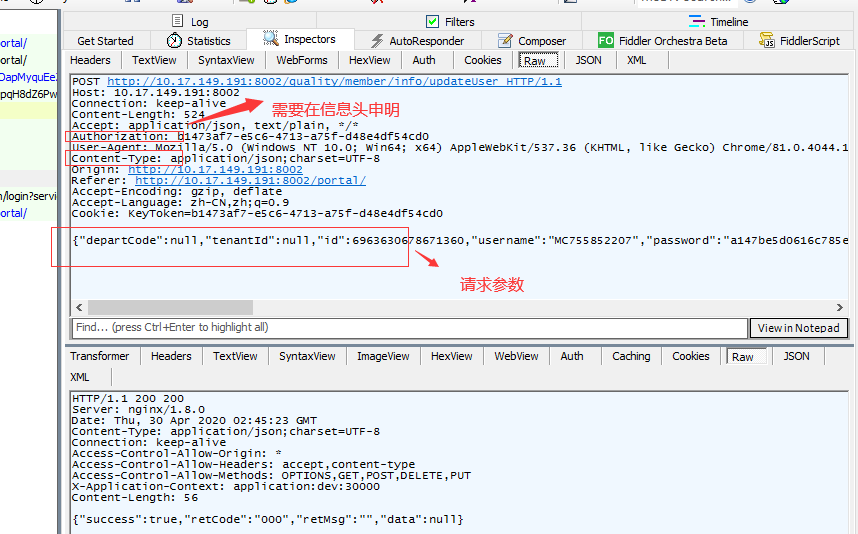 Log
Filters
Timeline
Get Started
Statistics
Inspectors
AutoResponder
Composer
FO Fiddler Orchestra Beta
FiddlerScript
Headers TextView SyntaxView WebForms HexView Auth Cookies Raw JSON XML
ortal/
ortal/
DapMyquEeZ
pqH8dZ6Pw
n/login?servi
ortal/
POST http://10.17.149.191:8002/quality/member/info/updateUser HTTP/1.1
Host: 10.17.149.191:8002
Connection: keep-alive
Content-Length: 524
需要在信息头申明
Accept: application/json, text/plain, */*
Authorization: b1473af7-e5c6-4713-a75f-d48e4df54cd0
User-Agent: Mozilla/5.0 (Windows NT 10.0; Win64; x64) AppleWebKit/537.36 (KHTML, like Gecko) Chrome/81.0.4044.1
Content-Type: application/json;charset=UTF-8
Origin: http://10.17.149.191:8002
Referer: http://10.17.149.191:8002/portal/
Accept-Encoding: gzip, deflate
Accept-Language: zh-CN,zh;q=0.9
Cookie: KeyToken=b1473af7-e5c6-4713-a75f-d48e4df54cd0
{"departCode":null,"tenantId":null,"id":6963630678671360,"username":"MC755852207","password":"a147be5d0616c785e
请求参数
Find... (press Ctrl+Enter to highlight all)
View in Notepad
Transformer Headers TextView SyntaxView ImageView HexView WebView Auth Caching Cookies Raw JSON
XML
HTTP/1.1 200 200
Server: nginx/1.8.0
Date: Thu, 30 Apr 2020 02:45:23 GMT
Content-Type: application/json;charset=UTF-8
Connection: keep-alive
Access-Control-Allow-Origin: *
Access-Control-Allow-Headers: accept,content-type
Access-Control-Allow-Methods: OPTIONS,GET,POST,DELETE,PUT
X-Application-Context: application:dev:30000
Content-Length: 56
{"success":true,"retCode":"000","retMsg":"","data":null}